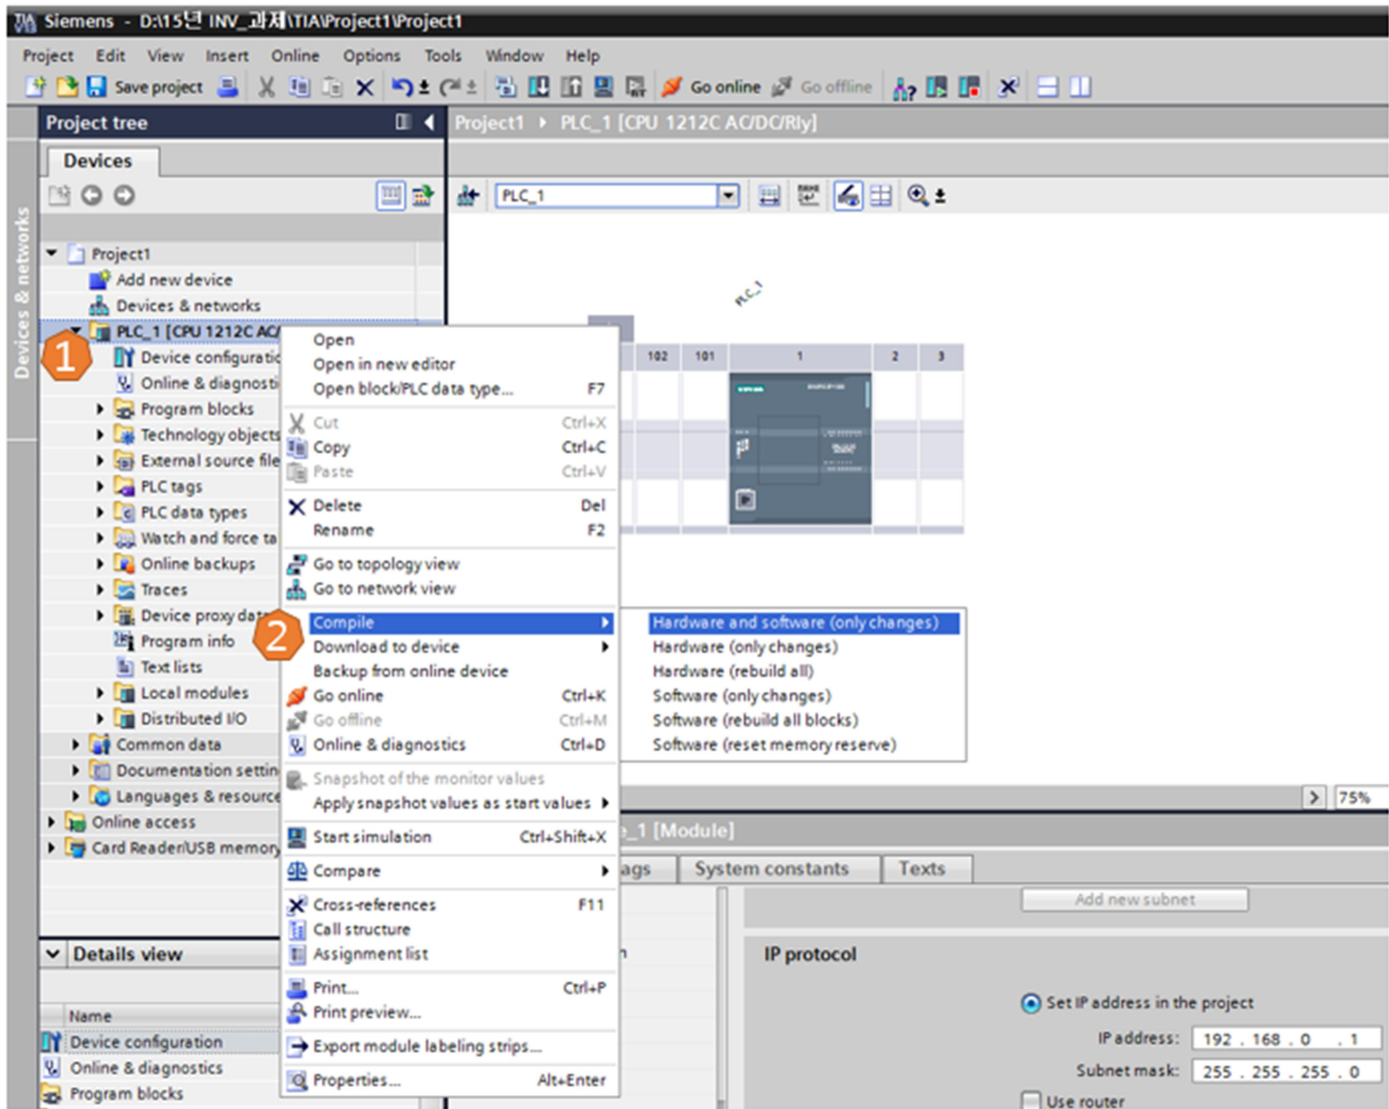 Siemens - D:\15년 INV_과제\TIA\Project1\Project1
Project Edit View Insert Online Options Tools Window Help
Save project Go online Go offline
Project tree
Project1 ▸ PLC_1 [CPU 1212C AC/DC/Rly]
Devices
PLC_1
Devices & networks
Project1
Add new device
Devices & networks
PLC_1 [CPU 1212C AC/
1
Device configuratio
Online & diagnosti
Program blocks
Technology objects
External source file
PLC tags
PLC data types
Watch and force ta
Online backups
Traces
Device proxy data
Program info
Text lists
Local modules
Distributed I/O
Common data
Documentation settin
Languages & resource
Online access
Card Reader/USB memory
Open
Open in new editor
Open block/PLC data type... F7
Cut Ctrl+X
Copy Ctrl+C
Paste Ctrl+V
Delete Del
Rename F2
Go to topology view
Go to network view
2
Compile
Download to device
Backup from online device
Go online Ctrl+K
Go offline Ctrl+M
Online & diagnostics Ctrl+D
Snapshot of the monitor values
Apply snapshot values as start values
Start simulation Ctrl+Shift+X
Compare
Cross-references F11
Call structure
Assignment list
Print... Ctrl+P
Print preview...
Export module labeling strips...
Properties... Alt+Enter
Hardware and software (only changes)
Hardware (only changes)
Hardware (rebuild all)
Software (only changes)
Software (rebuild all blocks)
Software (reset memory reserve)
PLC_1
102 101 1 2 3
75%
e_1 [Module]
ags System constants Texts
Add new subnet
IP protocol
Set IP address in the project
IP address: 192 . 168 . 0 . 1
Subnet mask: 255 . 255 . 255 . 0
Use router
Details view
Name
Device configuration
Online & diagnostics
Program blocks